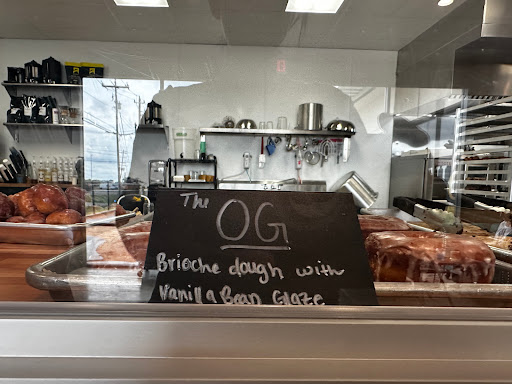 The
OG
Brioche dough with
Vanilla Bean Glaze